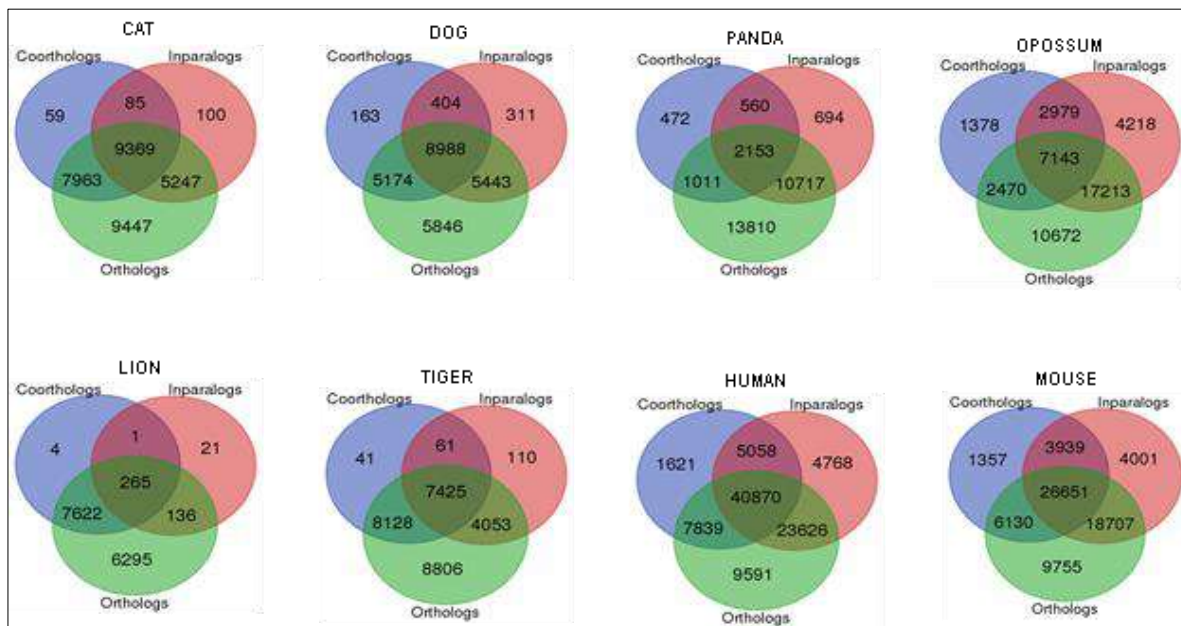 CAT
Coorthologs Inparalogs
59 85 100
9369
7963 5247
9447
Orthologs
DOG
Coorthologs Inparalogs
163 404 311
8988
5174 5443
5846
Orthologs
PANDA
Coorthologs Inparalogs
472 560 694
2153
1011 10717
13810
Orthologs
OPOSSUM
Coorthologs Inparalogs
1378 2979 4218
7143
2470 17213
10672
Orthologs
LION
Coorthologs Inparalogs
4 1 21
265
7622 136
6295
Orthologs
TIGER
Coorthologs Inparalogs
41 61 110
7425
8128 4053
8806
Orthologs
HUMAN
Coorthologs Inparalogs
1621 5058 4768
40870
7839 23626
9591
Orthologs
MOUSE
Coorthologs Inparalogs
1357 3939 4001
26651
6130 18707
9755
Orthologs